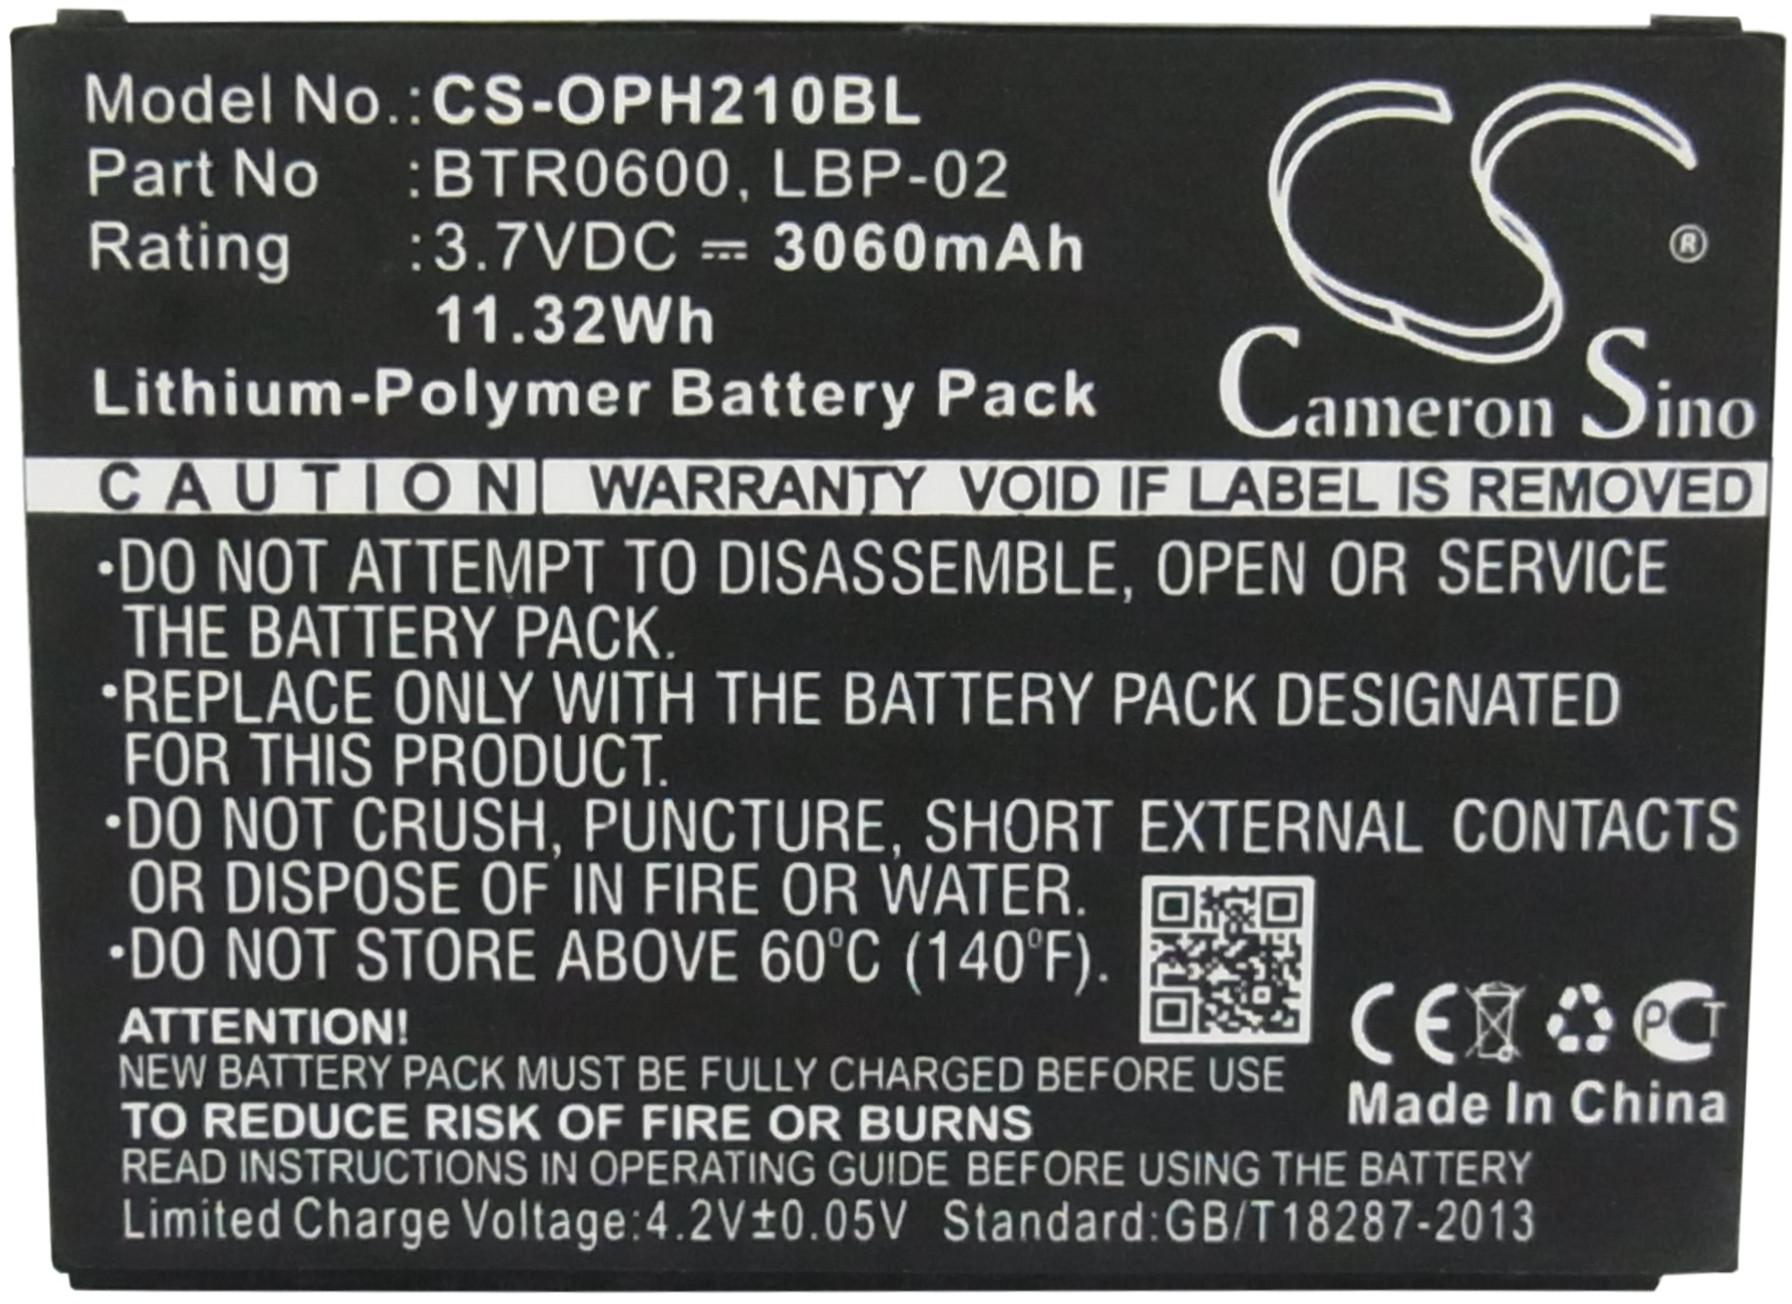 Model No.:CS-OPH210BL
Part No :BTR0600, LBP-02
Rating :3.7VDC ⎓ 3060mAh
11.32Wh
Lithium-Polymer Battery Pack
CS
®
Cameron Sino
CAUTION WARRANTY VOID IF LABEL IS REMOVED
•DO NOT ATTEMPT TO DISASSEMBLE, OPEN OR SERVICE
THE BATTERY PACK.
•REPLACE ONLY WITH THE BATTERY PACK DESIGNATED
FOR THIS PRODUCT.
•DO NOT CRUSH, PUNCTURE, SHORT EXTERNAL CONTACTS
OR DISPOSE OF IN FIRE OR WATER.
•DO NOT STORE ABOVE 60°C (140°F).
CE PCT
Made In China
ATTENTION!
NEW BATTERY PACK MUST BE FULLY CHARGED BEFORE USE
TO REDUCE RISK OF FIRE OR BURNS
READ INSTRUCTIONS IN OPERATING GUIDE BEFORE USING THE BATTERY
Limited Charge Voltage:4.2V±0.05V Standard:GB/T18287-2013